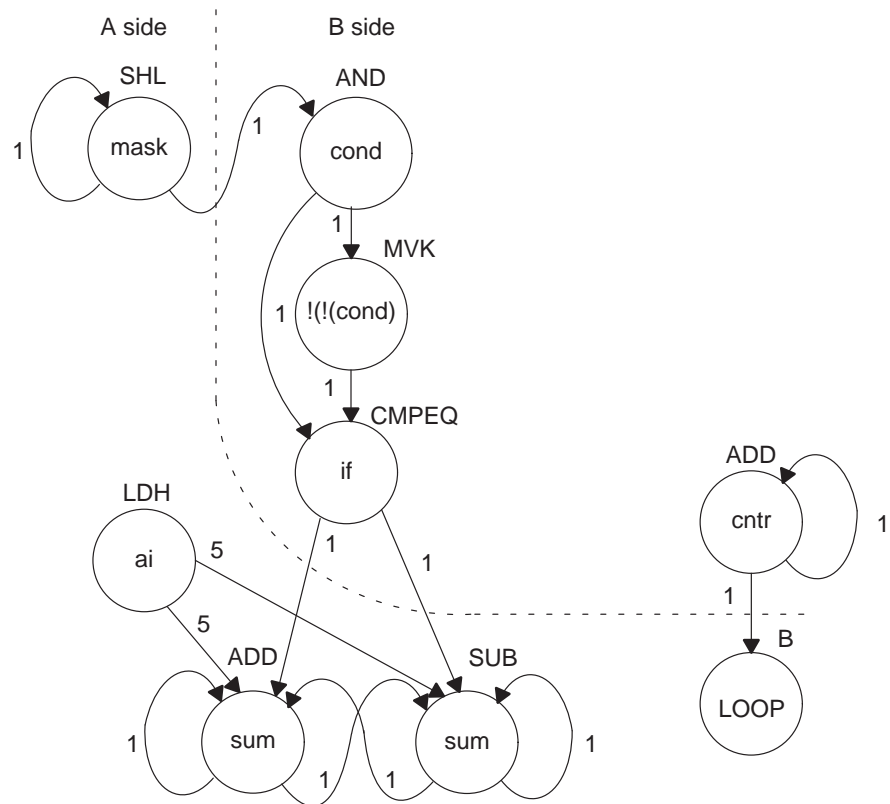 A side
B side
SHL
AND
1
mask
1
cond
1
MVK
1
!(!(cond)
1
CMPEQ
if
ADD
cntr
1
LDH
ai
5
1
1
5
1
B
LOOP
ADD
SUB
1
sum
1
1
sum
1